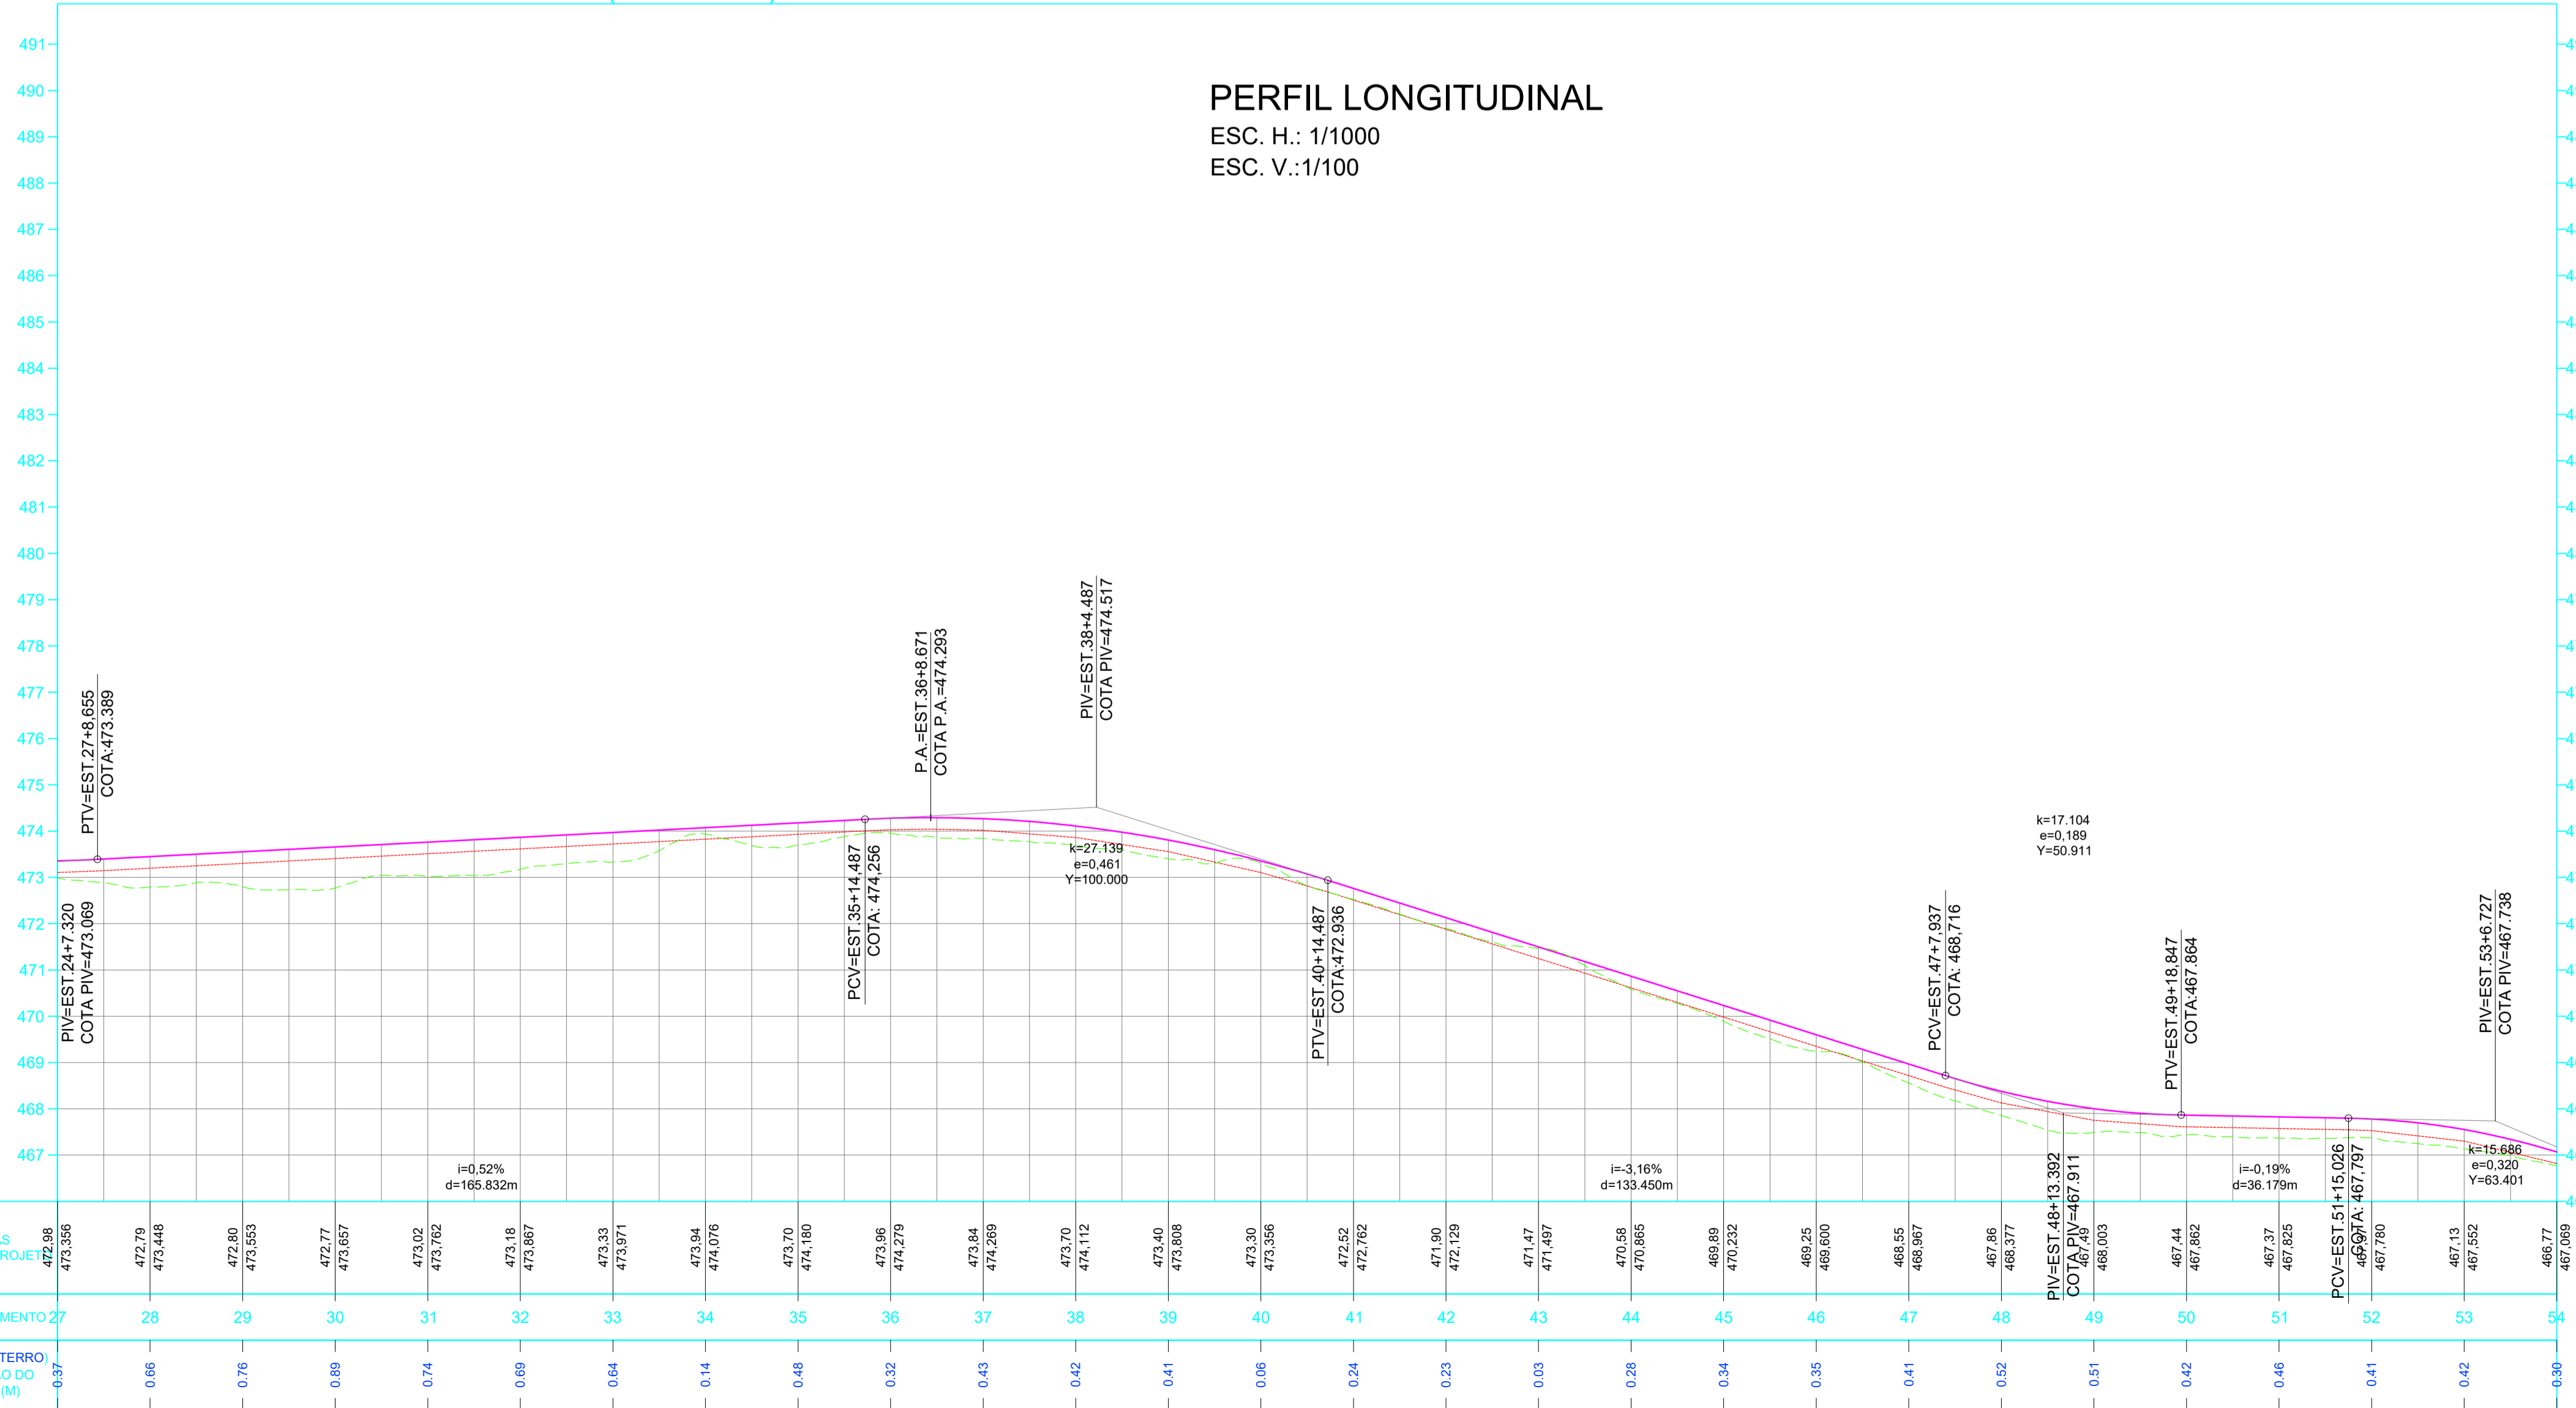 PERFIL LONGITUDINAL
ESC. H.: 1/1000
ESC. V.:1/100
491
490
489
488
487
486
485
484
483
482
481
480
479
478
477
476
475
474
473
472
471
470
469
468
467
PTV=EST.27+8,655
COTA:473.389
PIV=EST.24+7.320
COTA PIV=473.069
PCV=EST.35+14,487
COTA: 474,256
P.A.=EST.36+8.671
COTA P.A.=474.293
PIV=EST.38+4.487
COTA PIV=474.517
k=27.139
e=0,461
Y=100.000
PTV=EST.40+14,487
COTA:472.936
PCV=EST.47+7,937
COTA: 468,716
k=17.104
e=0,189
Y=50.911
PIV=EST.48+13.392
COTA PIV=467.911
PTV=EST.49+18,847
COTA:467.864
PCV=EST.51+15,026
COTA: 467,797
PIV=EST.53+6.727
COTA PIV=467.738
k=15.686
e=0,320
Y=63.401
i=0,52%
d=165.832m
i=-3,16%
d=133.450m
i=-0,19%
d=36.179m
472,98
473,356
472,79
473,448
472,80
473,553
472,77
473,657
473,02
473,762
473,18
473,867
473,33
473,971
473,94
474,076
473,70
474,180
473,96
474,279
473,84
474,269
473,70
474,112
473,40
473,808
473,30
473,356
472,52
472,762
471,90
472,129
471,47
471,497
470,58
470,865
469,89
470,232
469,25
469,600
468,55
468,967
467,86
468,377
467,49
468,003
467,44
467,862
467,37
467,825
467,780
467,13
467,552
466,77
467,069
MENTO 27 28 29 30 31 32 33 34 35 36 37 38 39 40 41 42 43 44 45 46 47 48 49 50 51 52 53 54
TERRO)
O DO
(M)
0.37 0.66 0.76 0.89 0.74 0.69 0.64 0.14 0.48 0.32 0.43 0.42 0.41 0.06 0.24 0.23 0.03 0.28 0.34 0.35 0.41 0.52 0.51 0.42 0.46 0.41 0.42 0.30